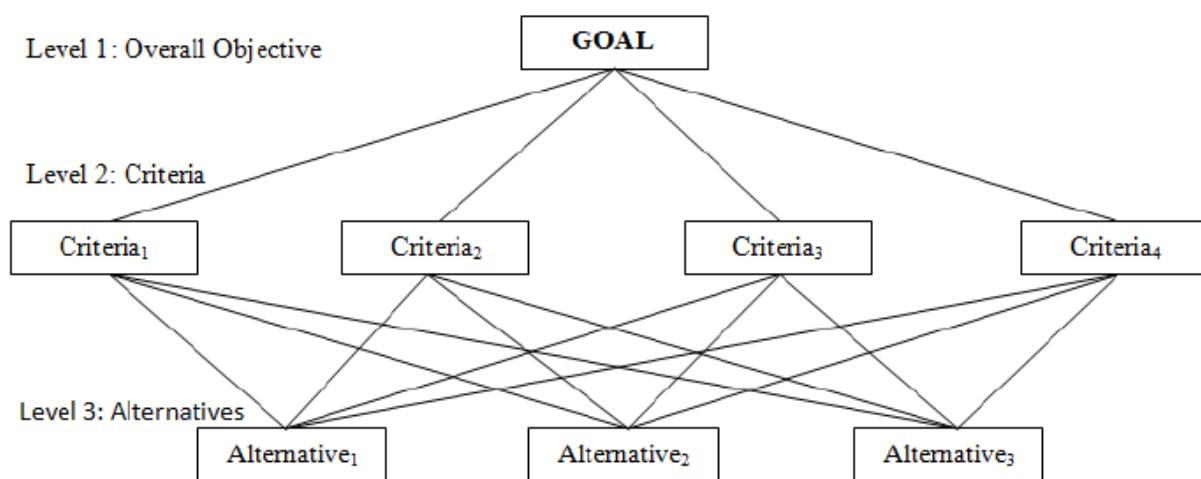 Level 1: Overall Objective
GOAL
Level 2: Criteria
Criteria₁
Criteria₂
Criteria₃
Criteria₄
Level 3: Alternatives
Alternative₁
Alternative₂
Alternative₃